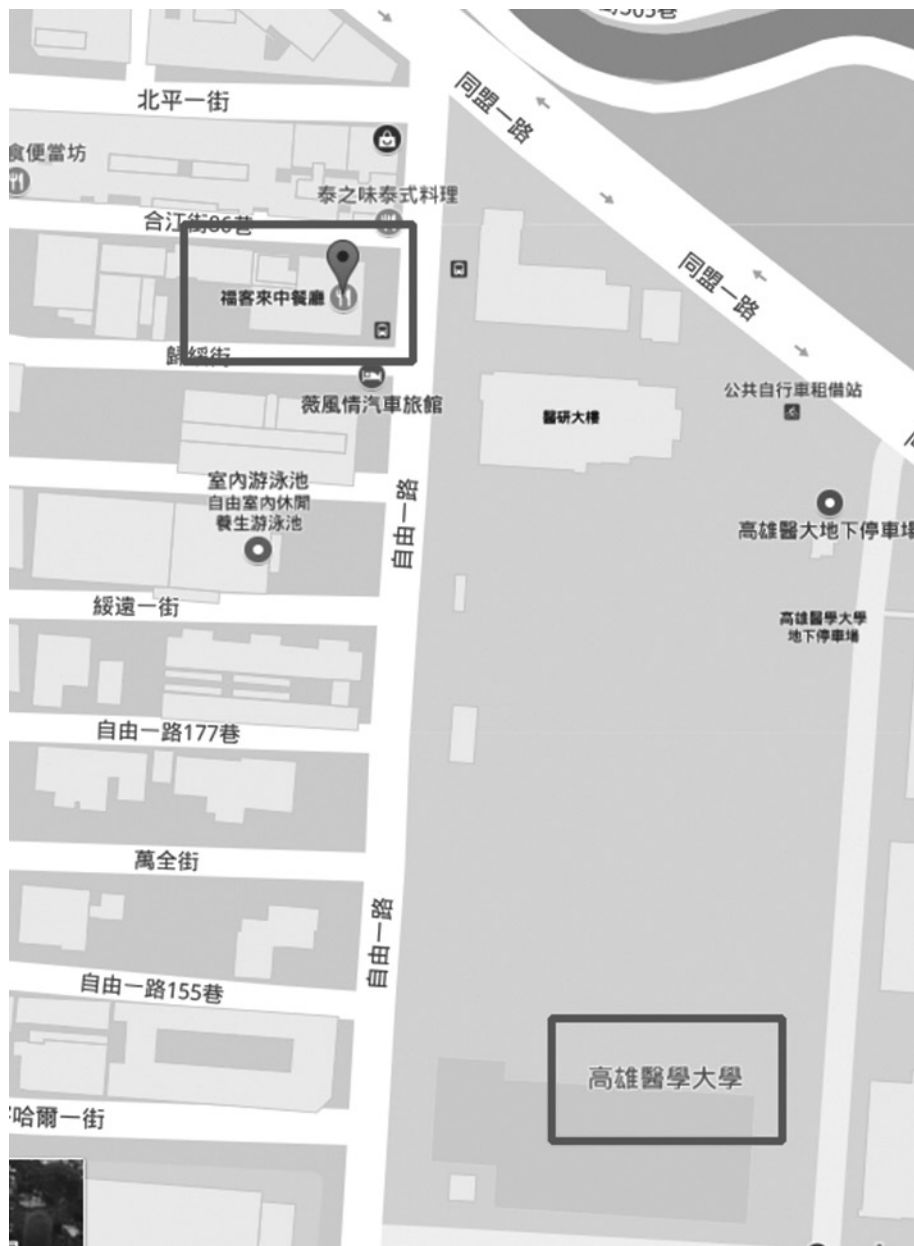 北平一街
同盟一路
食便當坊
泰之味泰式料理
合江街86巷
福客來中餐廳
同盟一路
歸綏街
薇風情汽車旅館
公共自行車租借站
醫研大樓
室內游泳池
自由室內休閒
養生游泳池
自由一路
高雄醫大地下停車場
綏遠一街
高雄醫學大學
地下停車場
自由一路177巷
萬全街
自由一路
自由一路155巷
高雄醫學大學
哈爾一街